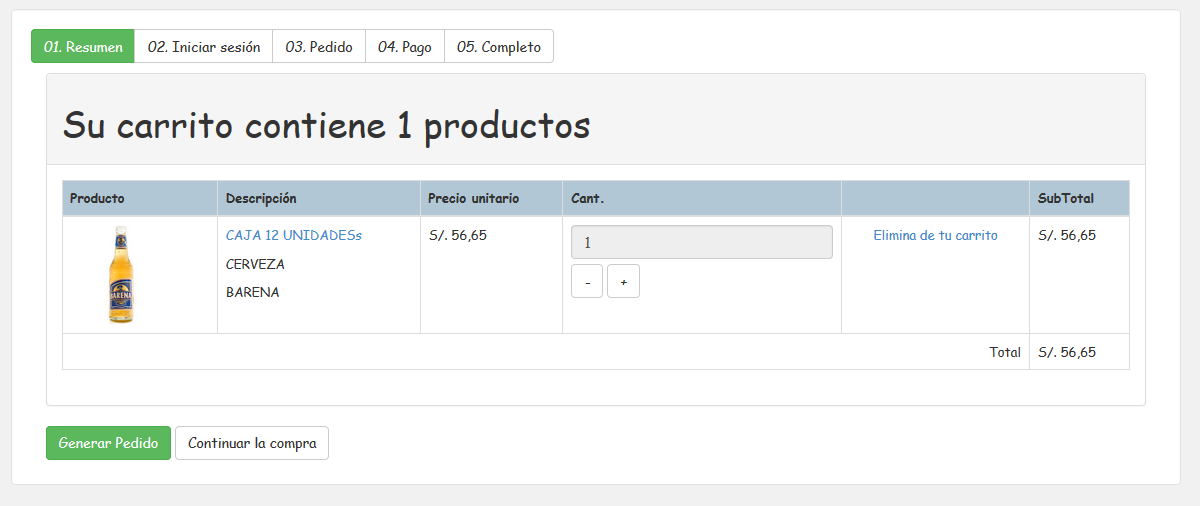 01. Resumen 02. Iniciar sesión 03. Pedido 04. Pago 05. Completo
Su carrito contiene 1 productos
Producto Descripción Precio unitario Cant. SubTotal
CAJA 12 UNIDADESs S/. 56,65 1 Elimina de tu carrito S/. 56,65
CERVEZA
- +
BARENA
BARENA
Total S/. 56,65
Generar Pedido Continuar la compra